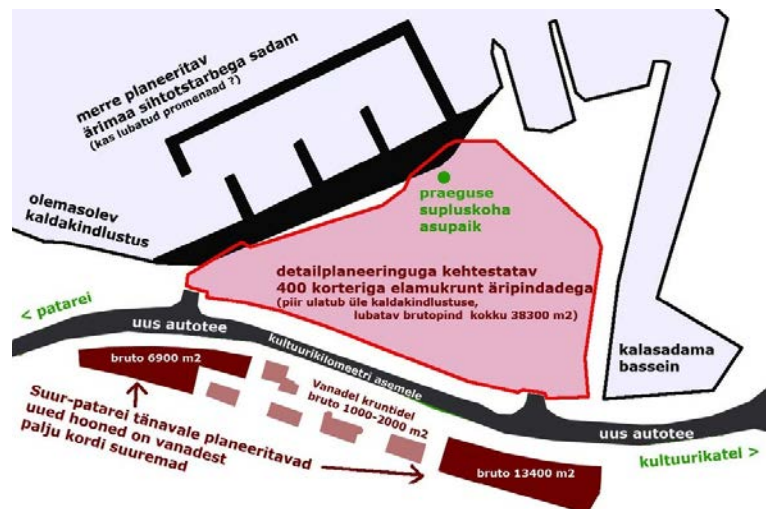 merre planeeritav
ärimaa sihtotstarbega sadam
(kas lubatud promenaad ?)
olemasolev
kaldakindlustus
praeguse
supluskoha
asupaik
detailplaneeringuga kehtestatav
400 korteriga elamukrunt äripindadega
(piir ulatub üle kaldakindlustuse,
lubatav brutopind kokku 38300 m2)
< patarei
uus autotee
kultuurikilomeetri asemele
kalasadama
bassein
bruto 6900 m2
Vanadel kruntidel
bruto 1000-2000 m2
Suur-patarei tänavale planeeritavad
uued hooned on vanadest
palju kordi suuremad
uus autotee
kultuurikatel >
bruto 13400 m2